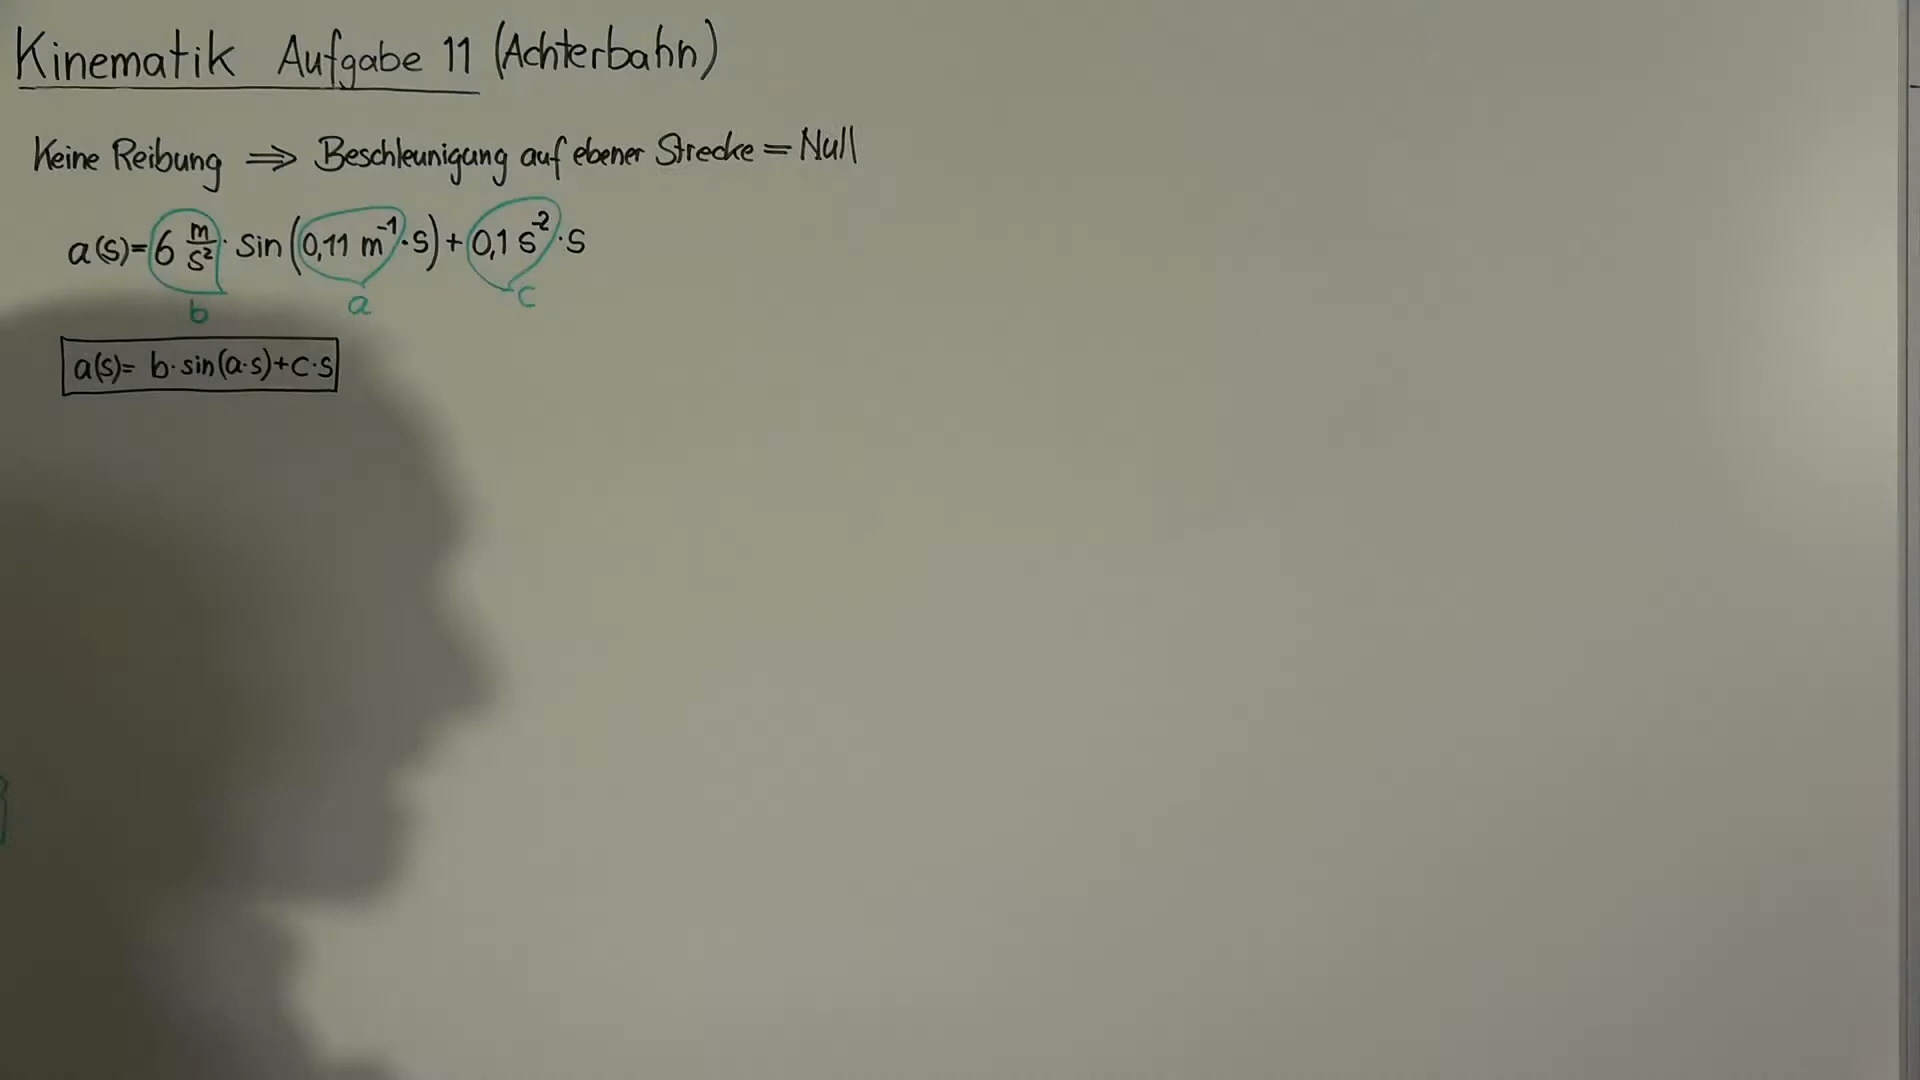 Kinematik Aufgabe 11 (Achterbahn)
Keine Reibung ⟹ Beschleunigung auf ebener Strecke = Null
a(s)=6 m/s² · sin(0,11 m⁻¹·s)+0,1 s⁻²·s
b a c
a(s)= b·sin(a·s)+c·s